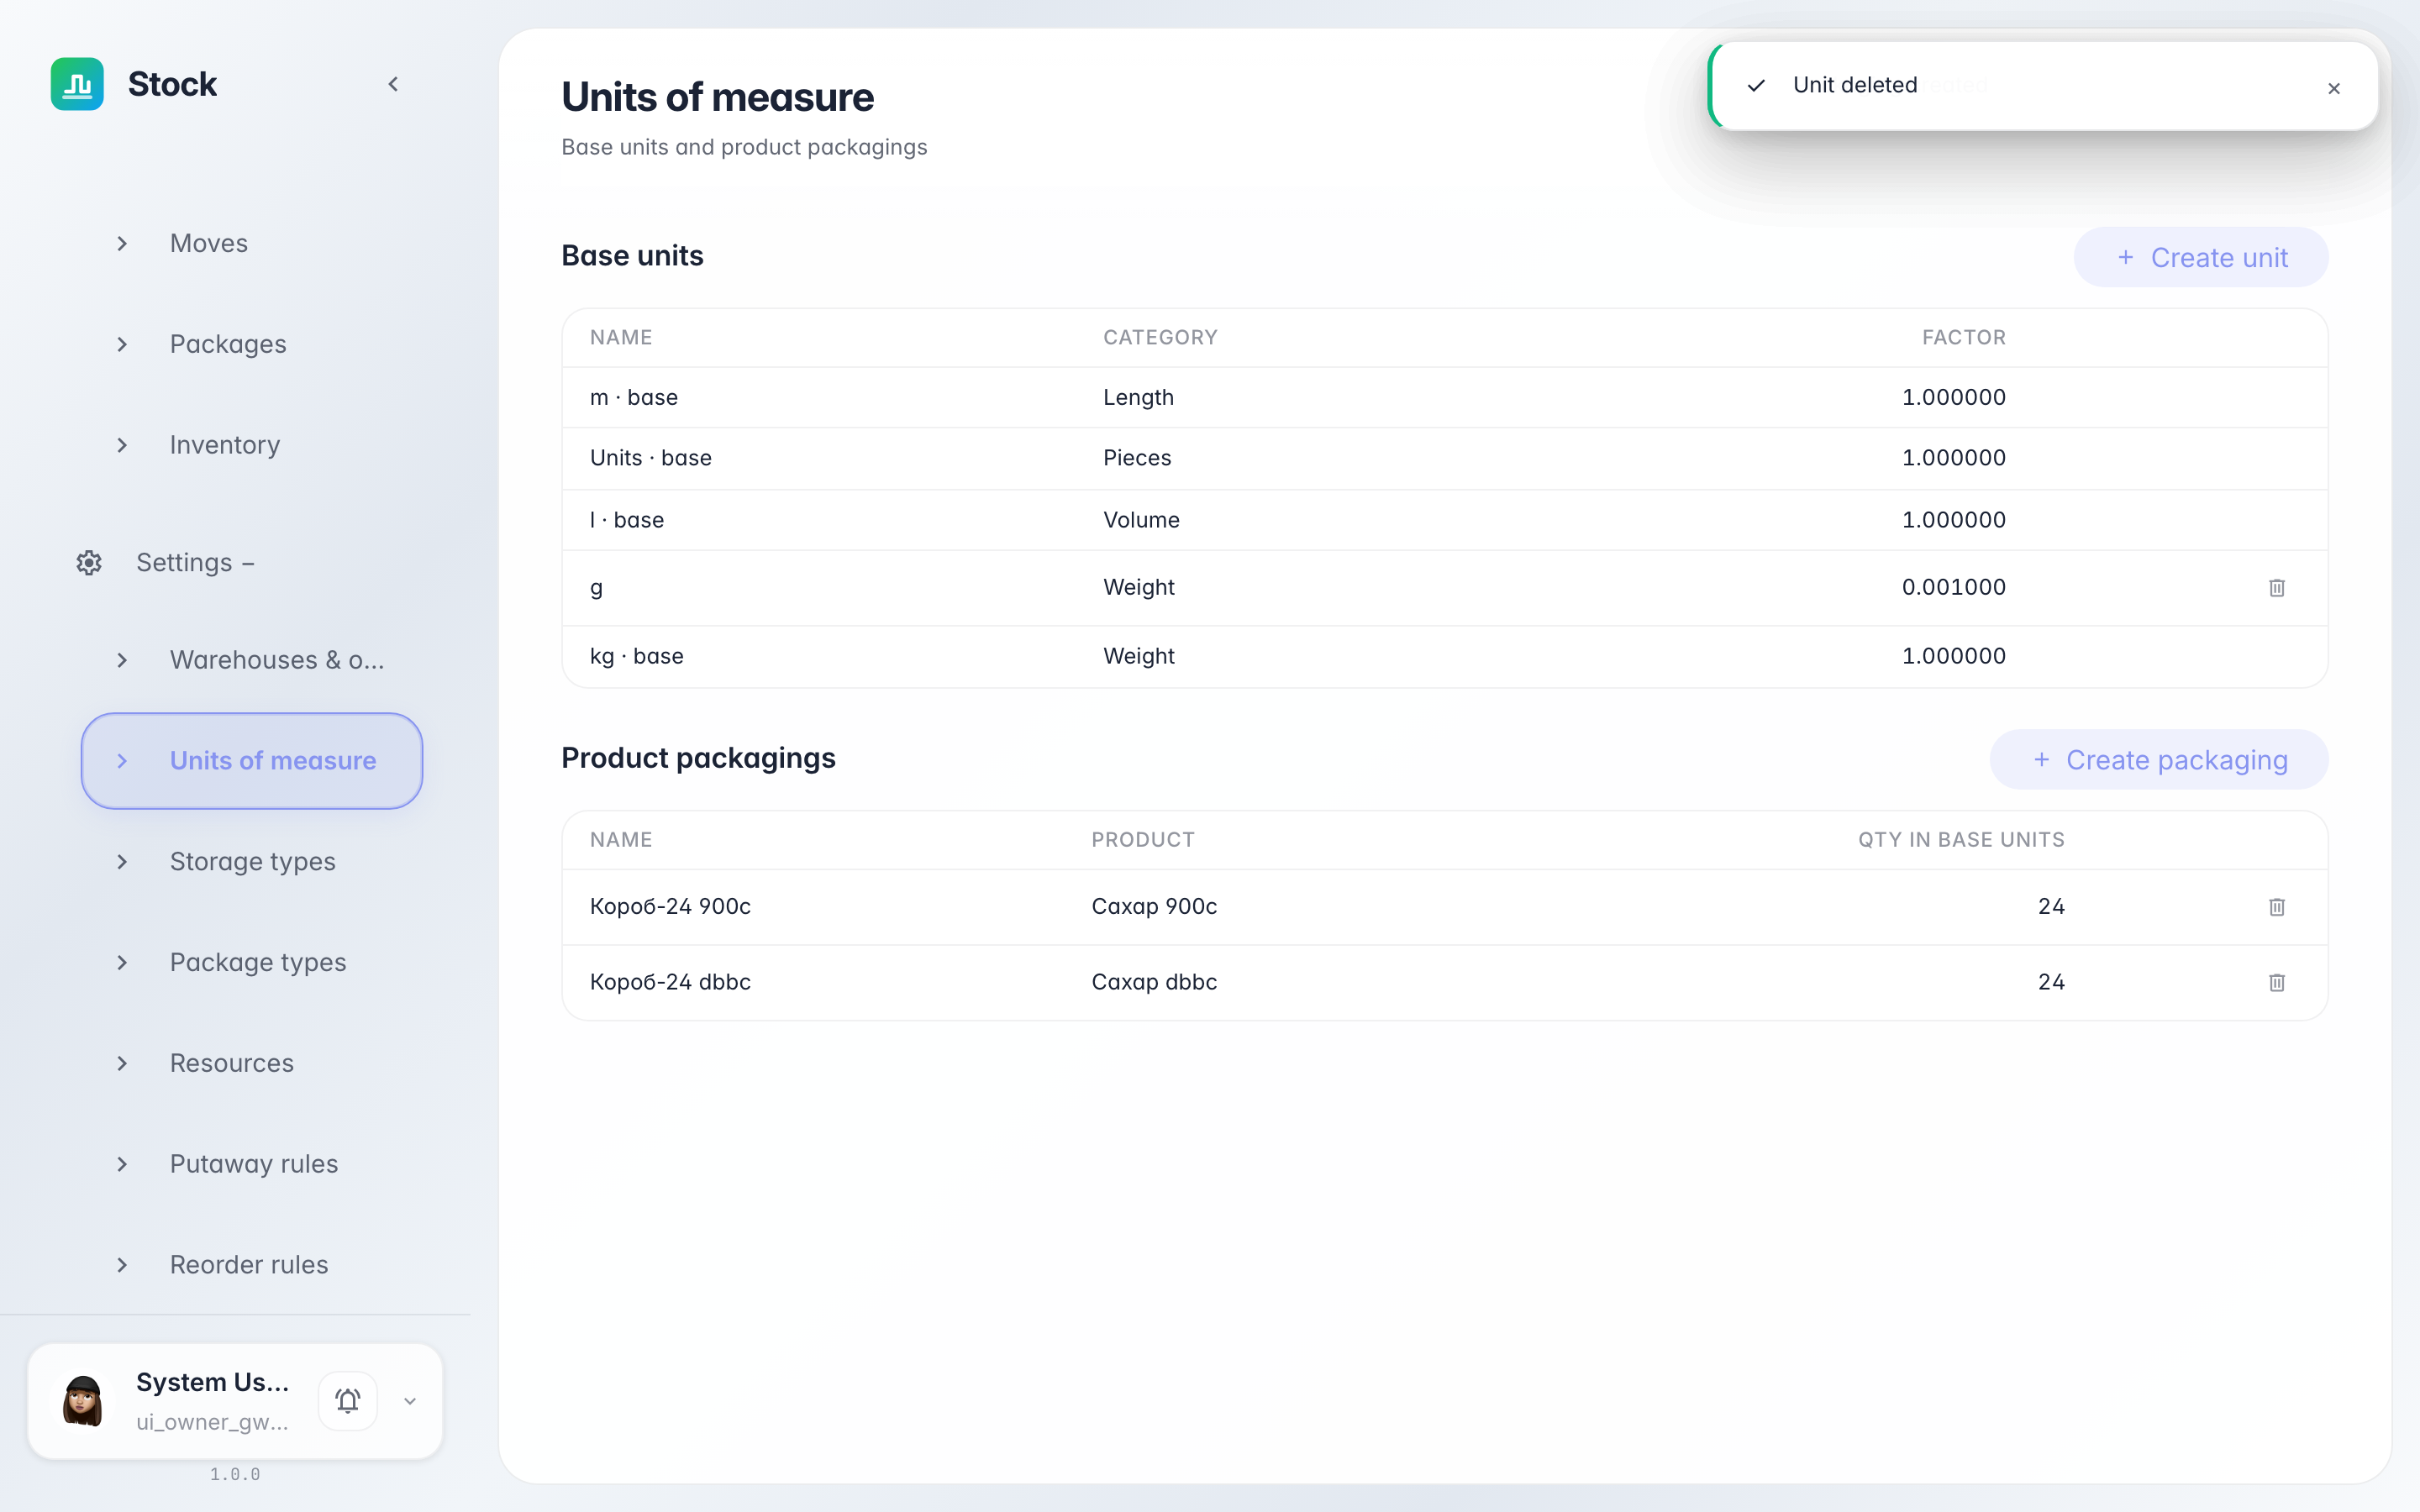 Stock
Moves
Packages
Inventory
Settings –
Warehouses & o...
Units of measure
Storage types
Package types
Resources
Putaway rules
Reorder rules
System Us...
ui_owner_gw...
1.0.0
Units of measure
Base units and product packagings
Unit deleted
Base units
+ Create unit
NAME CATEGORY FACTOR
m · base Length 1.000000
Units · base Pieces 1.000000
l · base Volume 1.000000
g Weight 0.001000
kg · base Weight 1.000000
Product packagings
+ Create packaging
NAME PRODUCT QTY IN BASE UNITS
Короб-24 900c Сахар 900c 24
Короб-24 dbbc Сахар dbbc 24